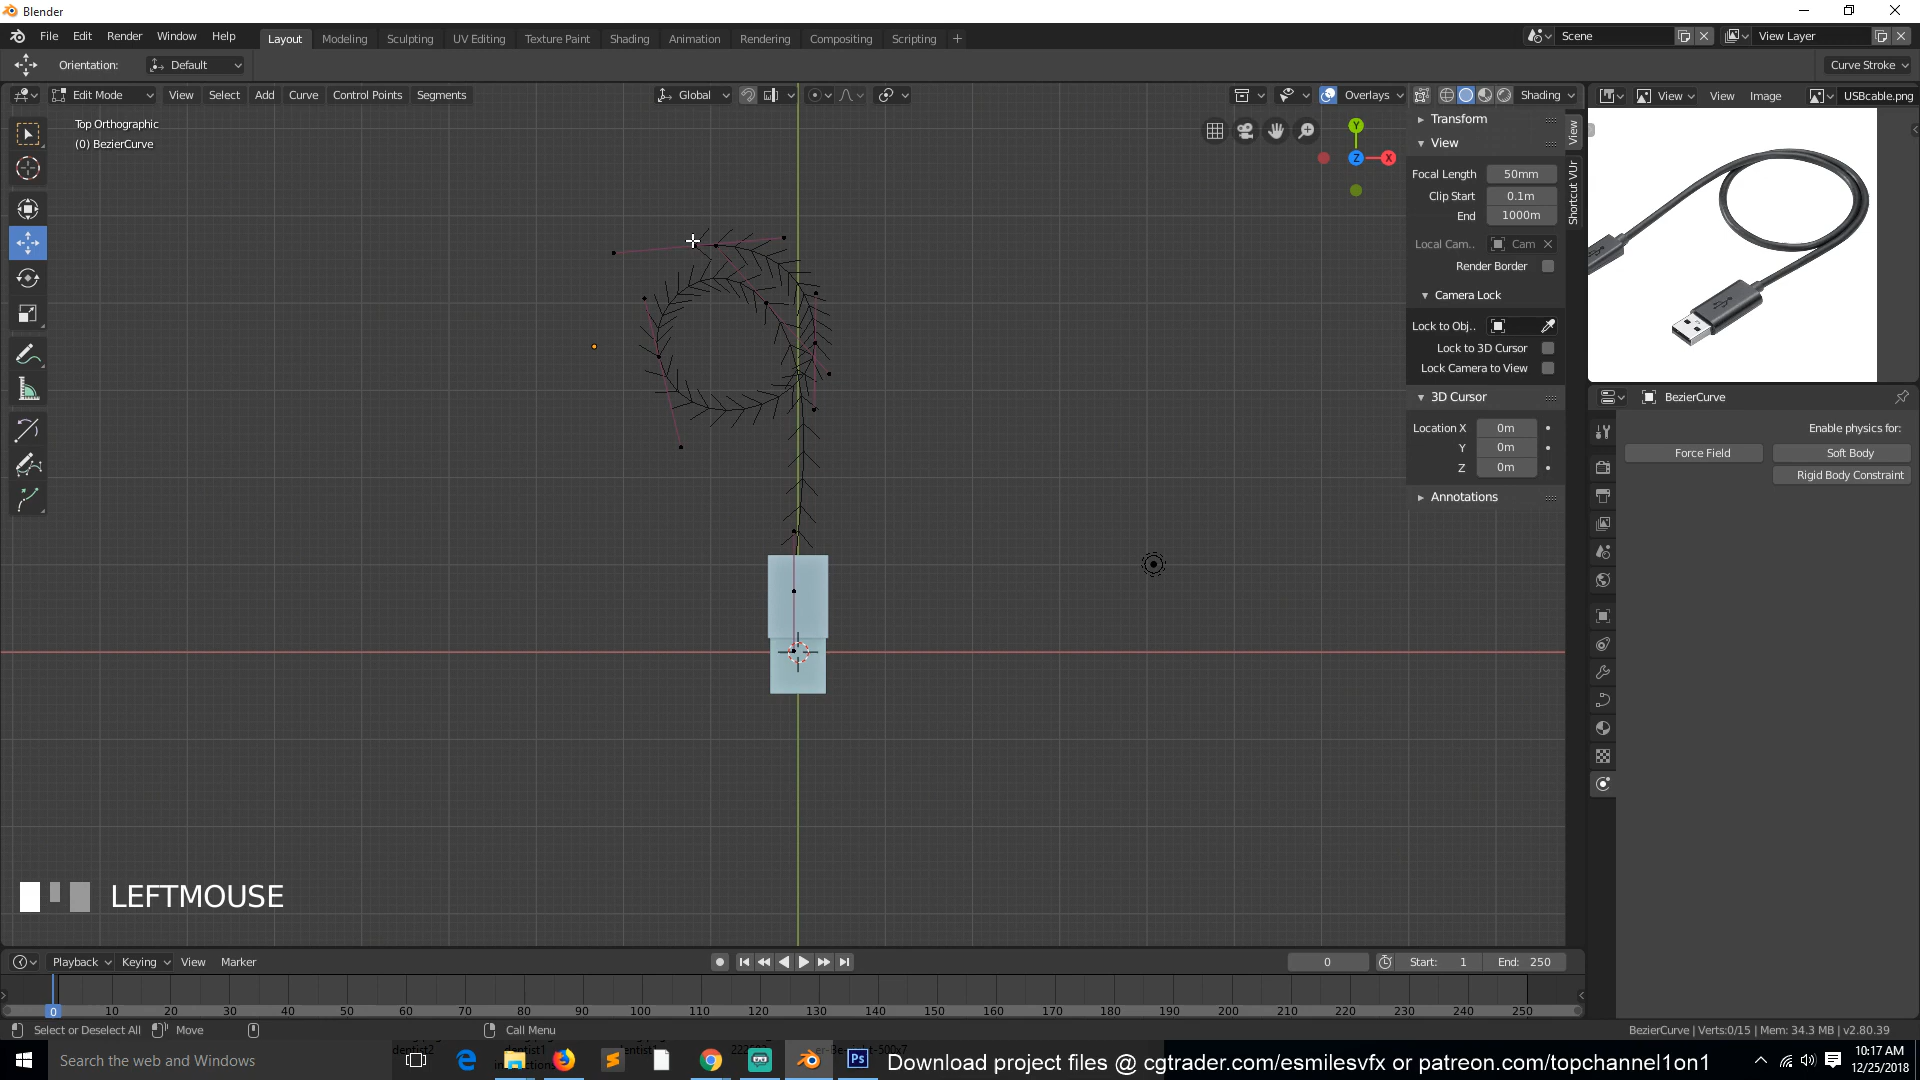 Blender
File Edit Render Window Help Layout Modeling Sculpting UV Editing Texture Paint Shading Animation Rendering Compositing Scripting + Scene View Layer
Orientation: Default Curve Stroke
Edit Mode View Select Add Curve Control Points Segments Global Overlays Shading View View Image USBcable.png
Top Orthographic
(0) BezierCurve
Y
Z X
Transform
View
Focal Length 50mm
Clip Start 0.1m
End 1000m
Local Cam.. Cam
Render Border
Camera Lock
Lock to Obj..
Lock to 3D Cursor
Lock Camera to View
3D Cursor
Location X 0m
Y 0m
Z 0m
Annotations
View
Shortcut VUr
BezierCurve
Enable physics for:
Force Field Soft Body
Rigid Body Constraint
LEFTMOUSE
Playback Keying View Marker 0 Start: 1 End: 250
0 10 20 30 40 50 60 70 80 90 100 110 120 130 140 150 160 170 180 190 200 210 220 230 240 250
Select or Deselect All Move Call Menu BezierCurve | Verts:0/15 | Mem: 34.3 MB | v2.80.39
Search the web and Windows
Download project files @ cgtrader.com/esmilesvfx or patreon.com/topchannel1on1
10:17 AM
12/25/2018